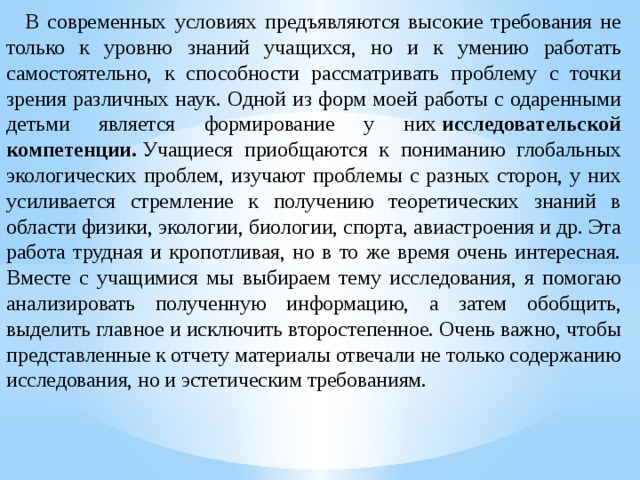 В современных условиях предъявляются высокие требования не
только к уровню знаний учащихся, но и к умению работать
самостоятельно, к способности рассматривать проблему с точки
зрения различных наук. Одной из форм моей работы с одаренными
детьми является формирование у них исследовательской
компетенции. Учащиеся приобщаются к пониманию глобальных
экологических проблем, изучают проблемы с разных сторон, у них
усиливается стремление к получению теоретических знаний в
области физики, экологии, биологии, спорта, авиастроения и др. Эта
работа трудная и кропотливая, но в то же время очень интересная.
Вместе с учащимися мы выбираем тему исследования, я помогаю
анализировать полученную информацию, а затем обобщить,
выделить главное и исключить второстепенное. Очень важно, чтобы
представленные к отчету материалы отвечали не только содержанию
исследования, но и эстетическим требованиям.